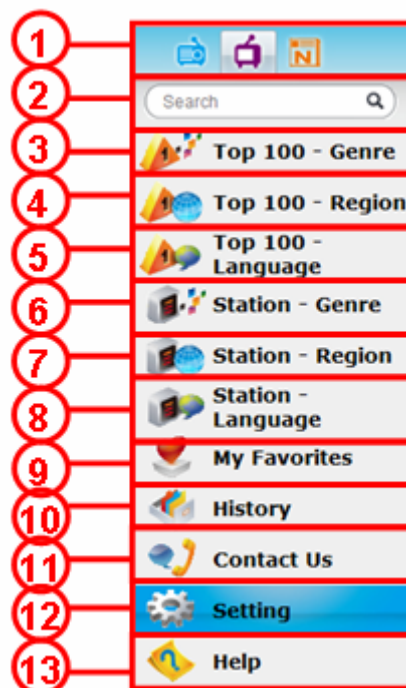 1
N
2
Search
3
Top 100 - Genre
4
Top 100 - Region
5
Top 100 -
Language
6
Station - Genre
7
Station - Region
8
Station -
Language
9
My Favorites
10
History
11
Contact Us
12
Setting
13
Help